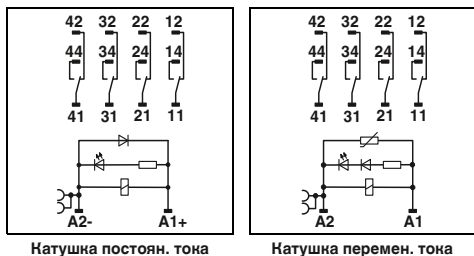 42 32 22 12
44 34 24 14
41 31 21 11
A2- A1+
Катушка постоян. тока
42 32 22 12
44 34 24 14
41 31 21 11
A2 A1
Катушка перемен. тока